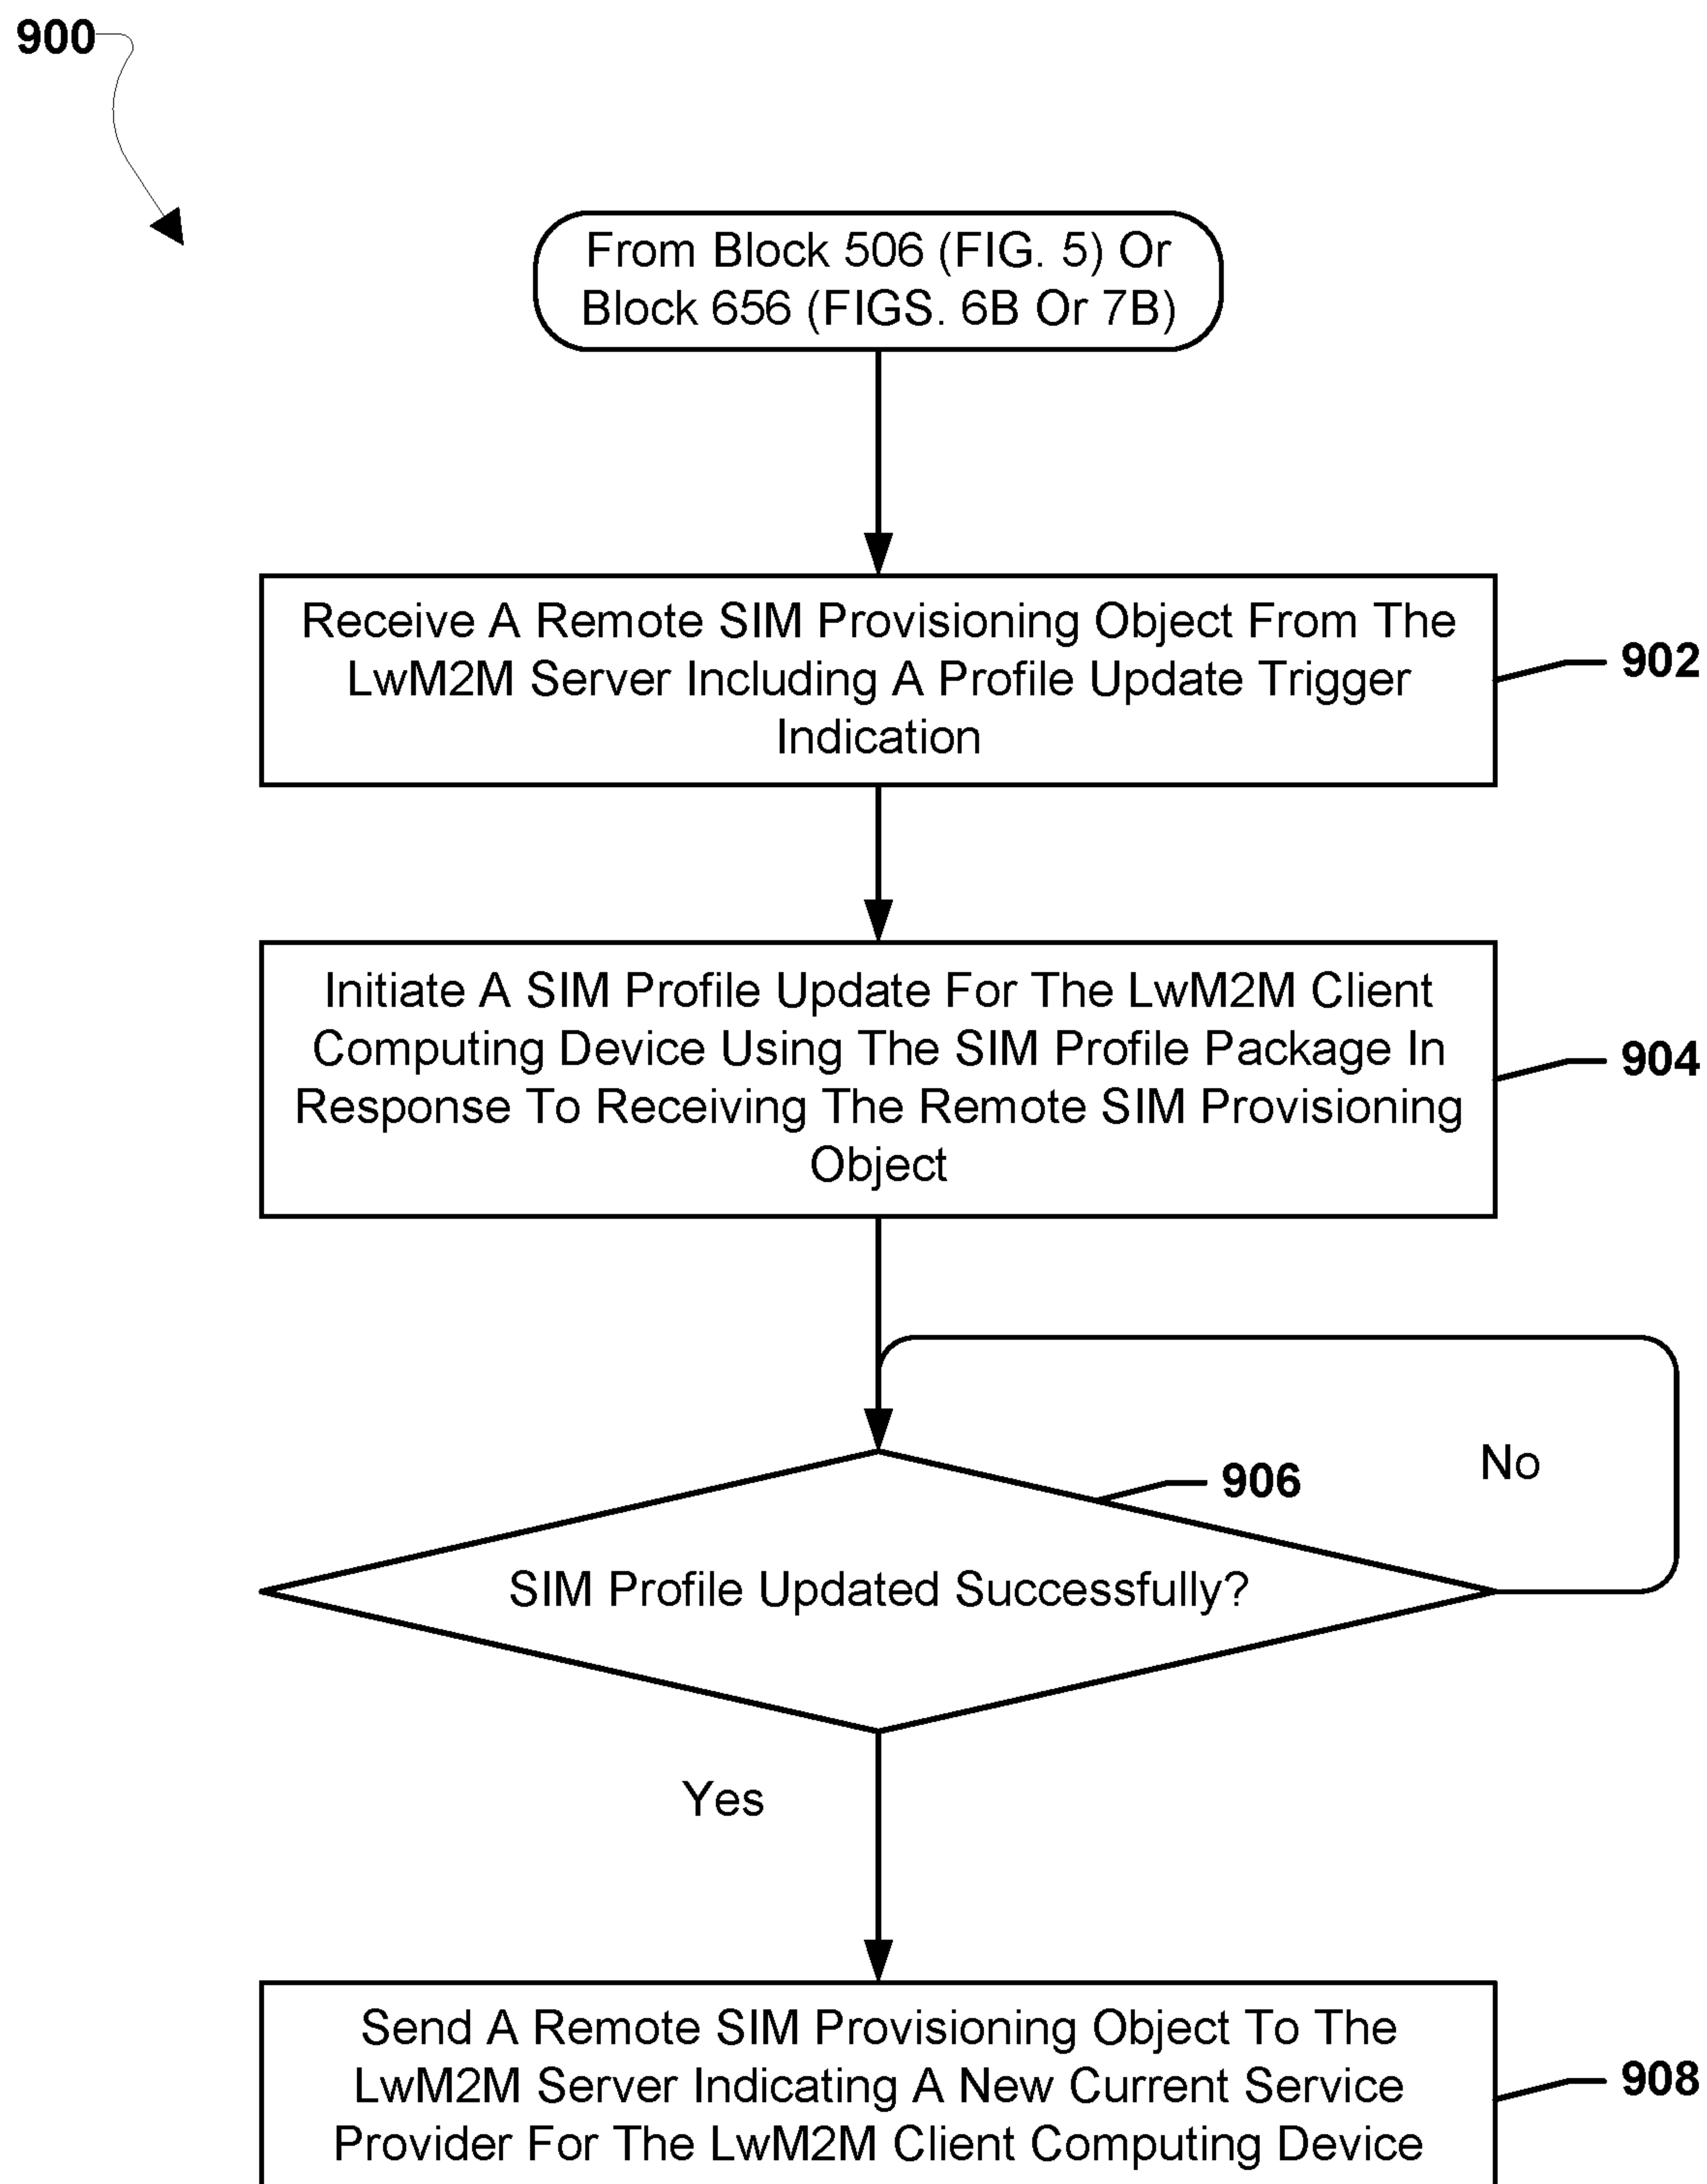 900
From Block 506 (FIG. 5) Or
Block 656 (FIGS. 6B Or 7B)
Receive A Remote SIM Provisioning Object From The
LwM2M Server Including A Profile Update Trigger
Indication
902
Initiate A SIM Profile Update For The LwM2M Client
Computing Device Using The SIM Profile Package In
Response To Receiving The Remote SIM Provisioning
Object
904
No
906
SIM Profile Updated Successfully?
Yes
Send A Remote SIM Provisioning Object To The
LwM2M Server Indicating A New Current Service
Provider For The LwM2M Client Computing Device
908